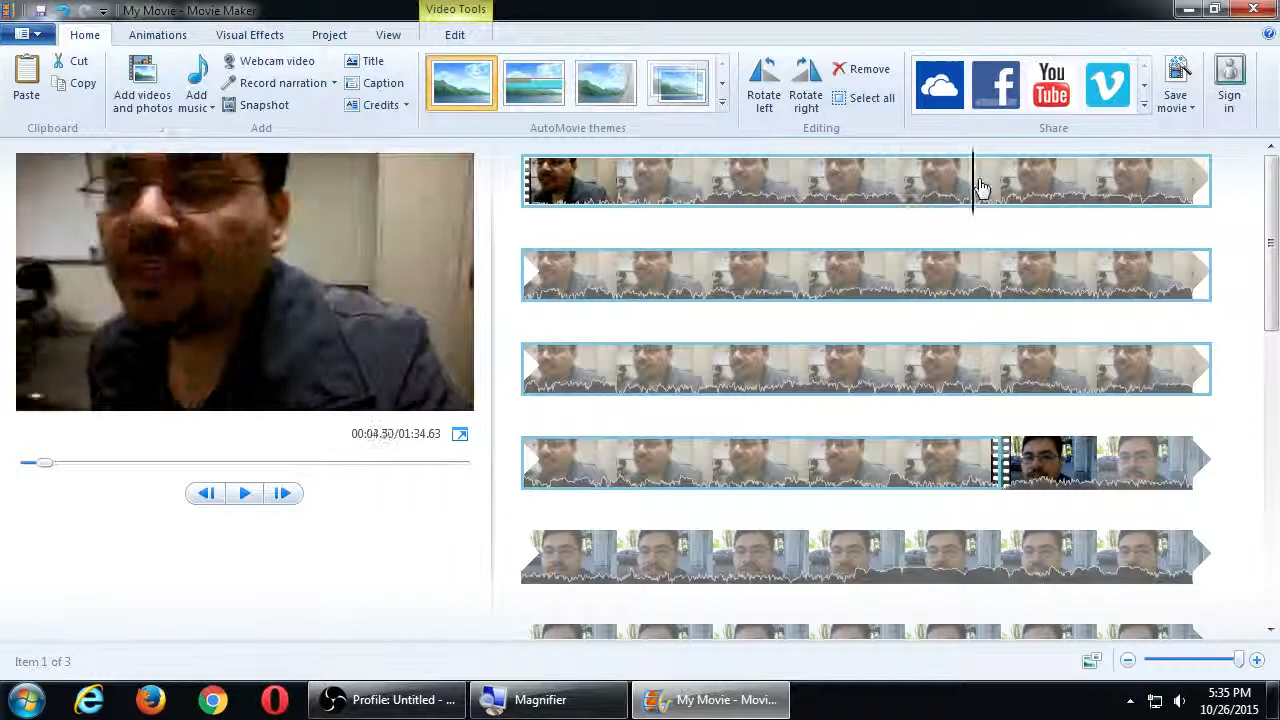 My Movie - Movie Maker
Video Tools
Home
Animations
Visual Effects
Project
View
Edit
Paste
Cut
Copy
Clipboard
Add videos
and photos
Add
music
Webcam video
Record narration
Snapshot
Title
Caption
Credits
Add
AutoMovie themes
Rotate
left
Rotate
right
Remove
Select all
Editing
You
Tube
Share
Save
movie
Sign
in
00:04.30/01:34.63
Item 1 of 3
Profile: Untitled - ...
Magnifier
My Movie - Movi...
5:35 PM
10/26/2015